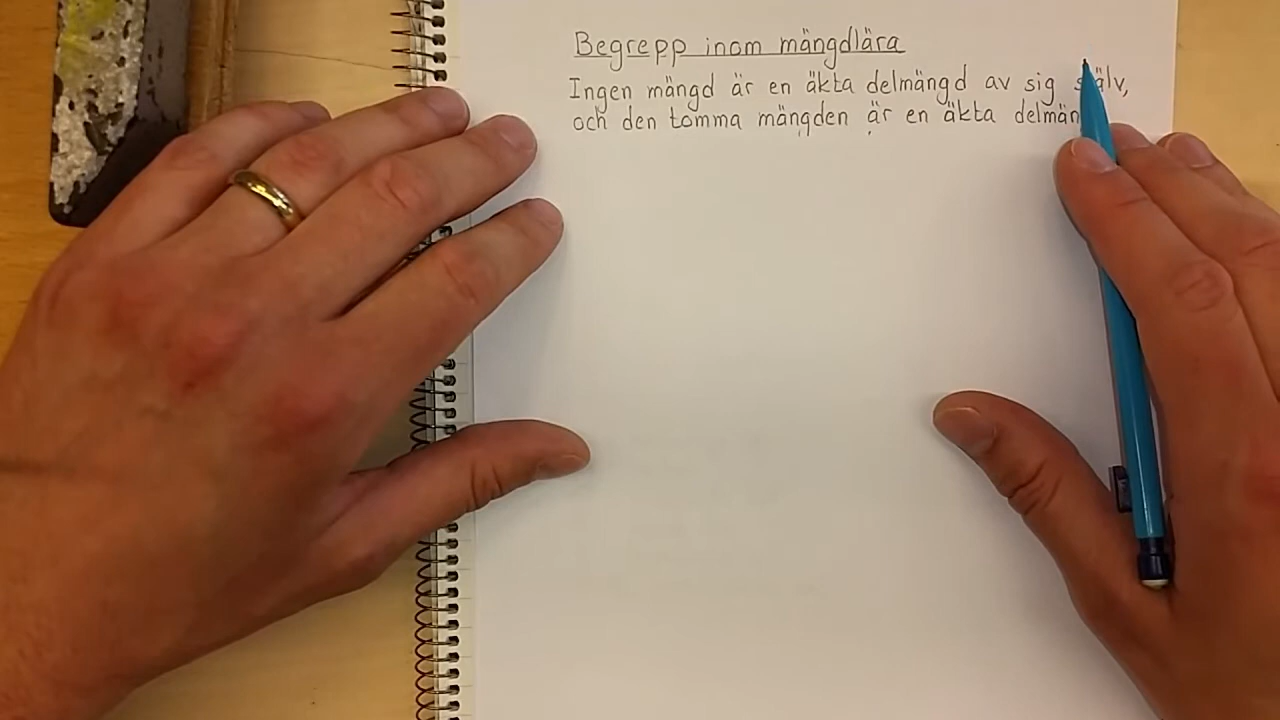 Begrepp inom mängdlära
Ingen mängd är en äkta delmängd av sig själv,
och den tomma mängden är en äkta